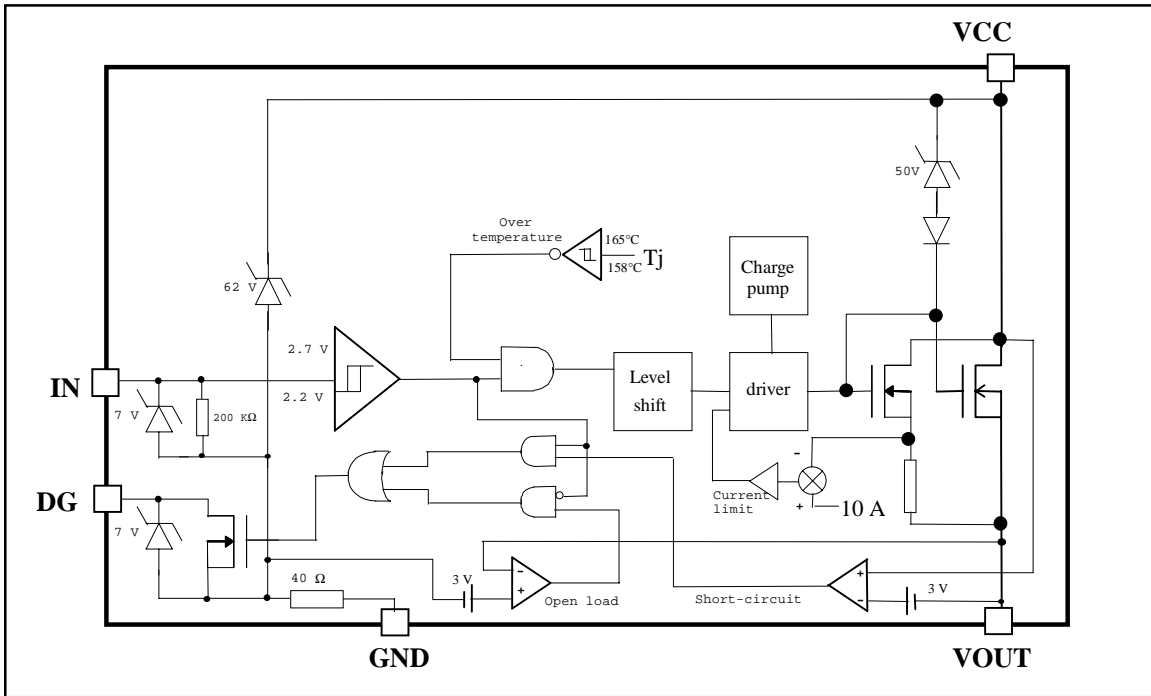 VCC
50V
Over
temperature
165°C
158°C
Tj
Charge
pump
62 V
2.7 V
2.2 V
IN
7 V
200 KΩ
Level
shift
driver
DG
7 V
-
+
Current
limit
10 A
40 Ω
3 V
-
+
Open load
Short-circuit
+
-
3 V
GND
VOUT